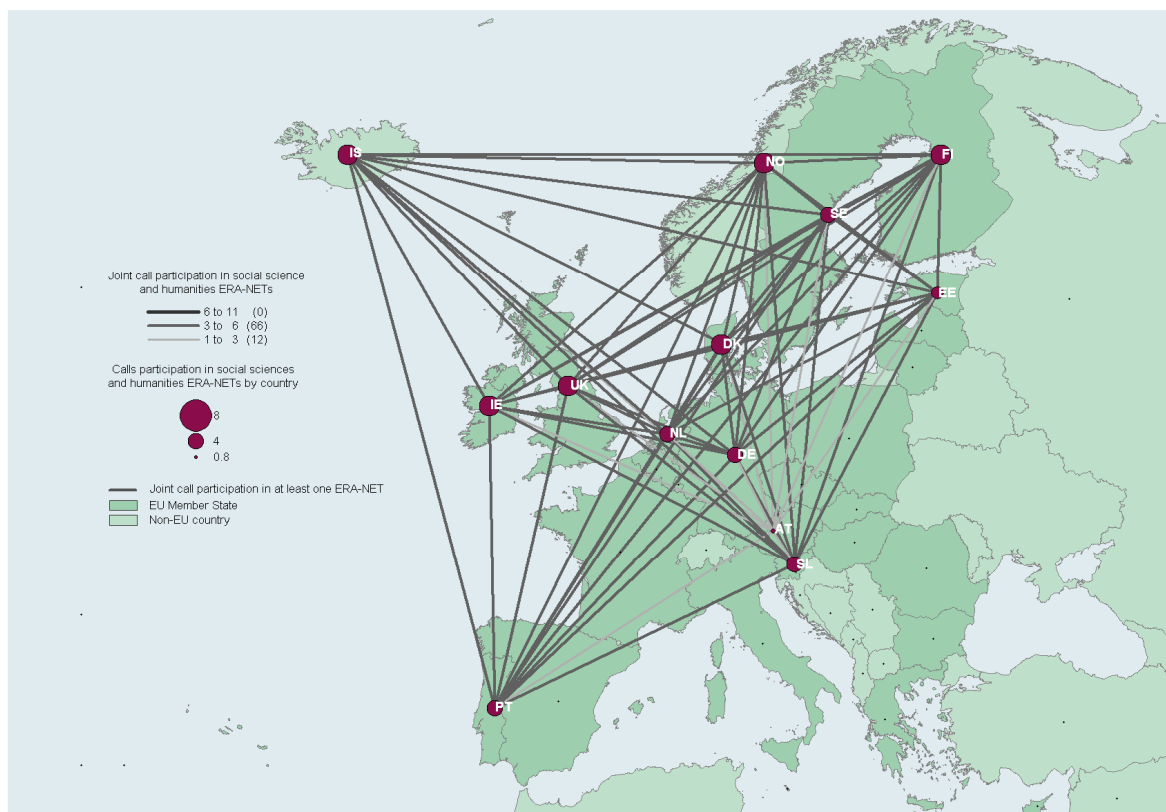 IS
NO
FI
SE
EE
DK
UK
IE
NL
DE
AT
SL
PT
Joint call participation in social science
and humanities ERA-NETs
6 to 11 (0)
3 to 6 (66)
1 to 3 (12)
Calls participation in social sciences
and humanities ERA-NETs by country
8
4
0.8
Joint call participation in at least one ERA-NET
EU Member State
Non-EU country